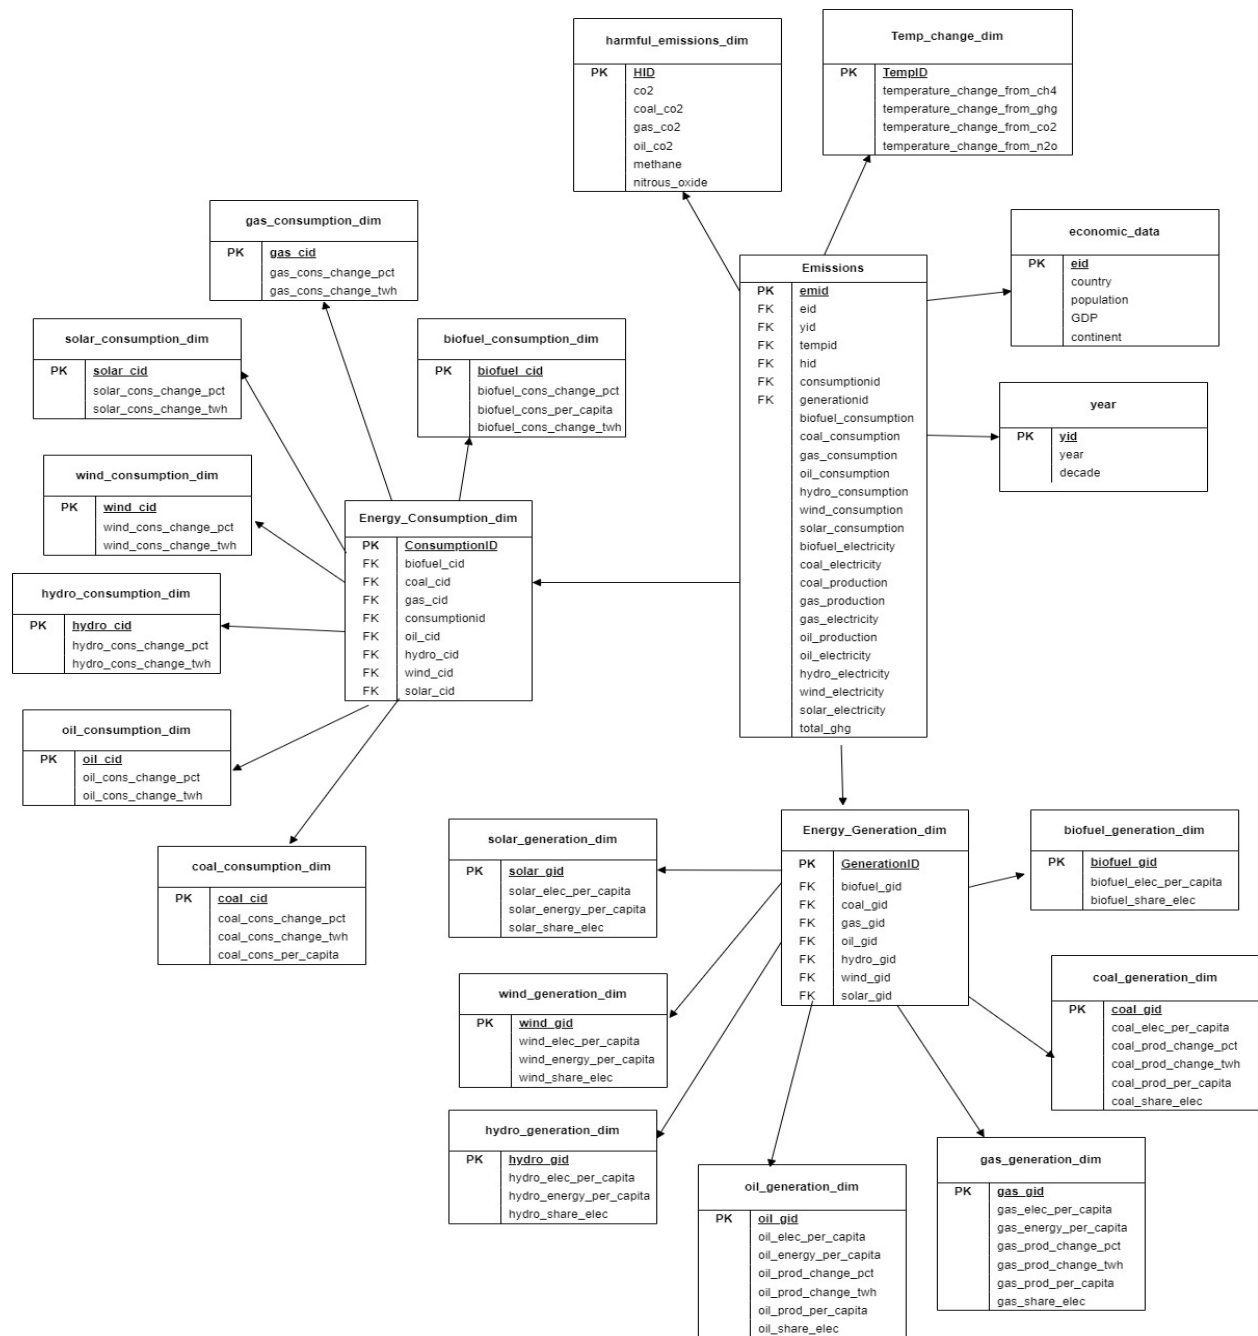 harmful_emissions_dim
PK HID
co2
coal_co2
gas_co2
oil_co2
methane
nitrous_oxide
Temp_change_dim
PK TempID
temperature_change_from_ch4
temperature_change_from_ghg
temperature_change_from_co2
temperature_change_from_n2o
gas_consumption_dim
PK gas_cid
gas_cons_change_pct
gas_cons_change_twh
economic_data
PK eid
country
population
GDP
continent
Emissions
PK emid
FK eid
FK yid
FK tempid
FK hid
FK consumptionid
FK generationid
biofuel_consumption
coal_consumption
gas_consumption
oil_consumption
hydro_consumption
wind_consumption
solar_consumption
biofuel_electricity
coal_electricity
coal_production
gas_production
gas_electricity
oil_production
oil_electricity
hydro_electricity
wind_electricity
solar_electricity
total_ghg
solar_consumption_dim
PK solar_cid
solar_cons_change_pct
solar_cons_change_twh
biofuel_consumption_dim
PK biofuel_cid
biofuel_cons_change_pct
biofuel_cons_per_capita
biofuel_cons_change_twh
year
PK yid
year
decade
wind_consumption_dim
PK wind_cid
wind_cons_change_pct
wind_cons_change_twh
Energy_Consumption_dim
PK ConsumptionID
FK biofuel_cid
FK coal_cid
FK gas_cid
FK consumptionid
FK oil_cid
FK hydro_cid
FK wind_cid
FK solar_cid
hydro_consumption_dim
PK hydro_cid
hydro_cons_change_pct
hydro_cons_change_twh
oil_consumption_dim
PK oil_cid
oil_cons_change_pct
oil_cons_change_twh
coal_consumption_dim
PK coal_cid
coal_cons_change_pct
coal_cons_change_twh
coal_cons_per_capita
solar_generation_dim
PK solar_gid
solar_elec_per_capita
solar_energy_per_capita
solar_share_elec
Energy_Generation_dim
PK GenerationID
FK biofuel_gid
FK coal_gid
FK gas_gid
FK oil_gid
FK hydro_gid
FK wind_gid
FK solar_gid
biofuel_generation_dim
PK biofuel_gid
biofuel_elec_per_capita
biofuel_share_elec
wind_generation_dim
PK wind_gid
wind_elec_per_capita
wind_energy_per_capita
wind_share_elec
coal_generation_dim
PK coal_gid
coal_elec_per_capita
coal_prod_change_pct
coal_prod_change_twh
coal_prod_per_capita
coal_share_elec
hydro_generation_dim
PK hydro_gid
hydro_elec_per_capita
hydro_energy_per_capita
hydro_share_elec
oil_generation_dim
PK oil_gid
oil_elec_per_capita
oil_energy_per_capita
oil_prod_change_pct
oil_prod_change_twh
oil_prod_per_capita
oil_share_elec
gas_generation_dim
PK gas_gid
gas_elec_per_capita
gas_energy_per_capita
gas_prod_change_pct
gas_prod_change_twh
gas_prod_per_capita
gas_share_elec